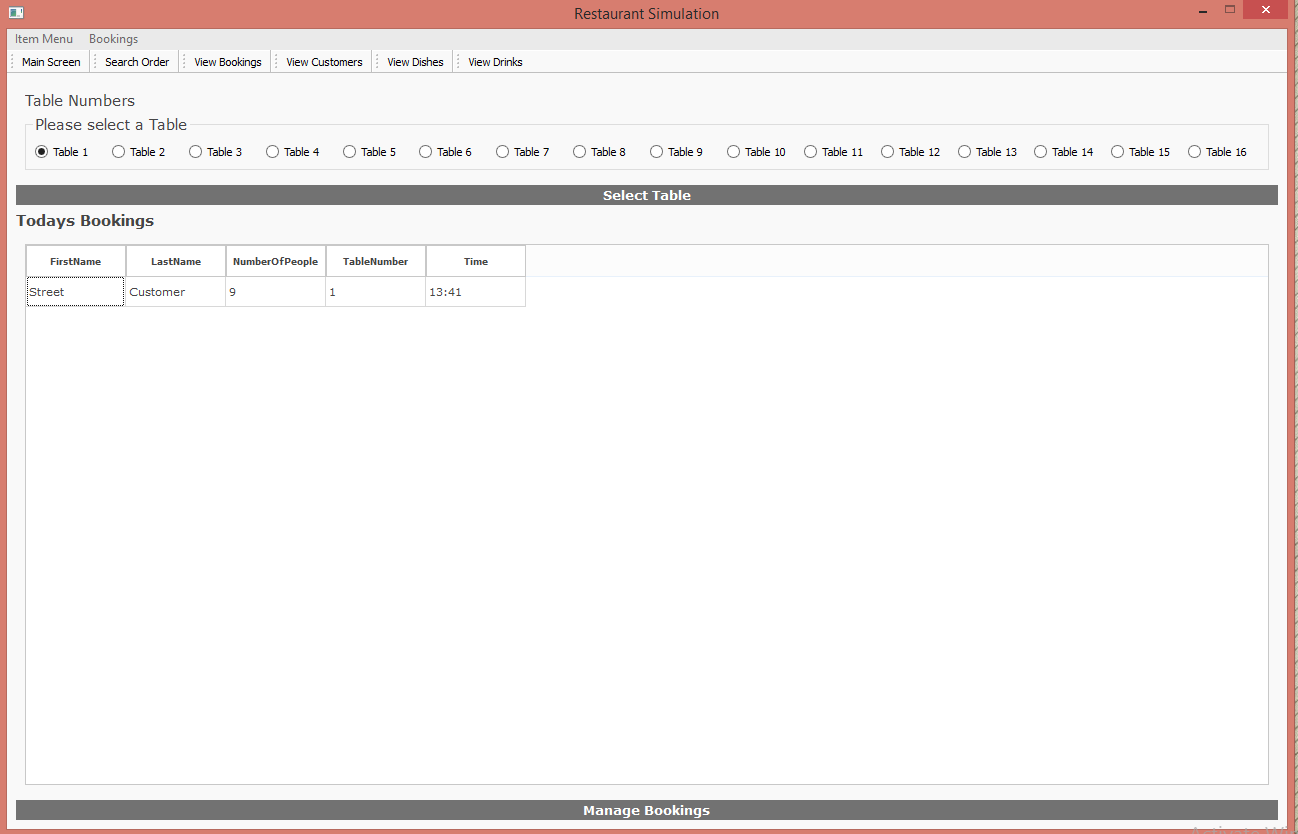 Restaurant Simulation
Item Menu Bookings
Main Screen Search Order View Bookings View Customers View Dishes View Drinks
Table Numbers
Please select a Table
Table 1 Table 2 Table 3 Table 4 Table 5 Table 6 Table 7 Table 8 Table 9 Table 10 Table 11 Table 12 Table 13 Table 14 Table 15 Table 16
Select Table
Todays Bookings
FirstName LastName NumberOfPeople TableNumber Time
Street Customer 9 1 13:41
Manage Bookings